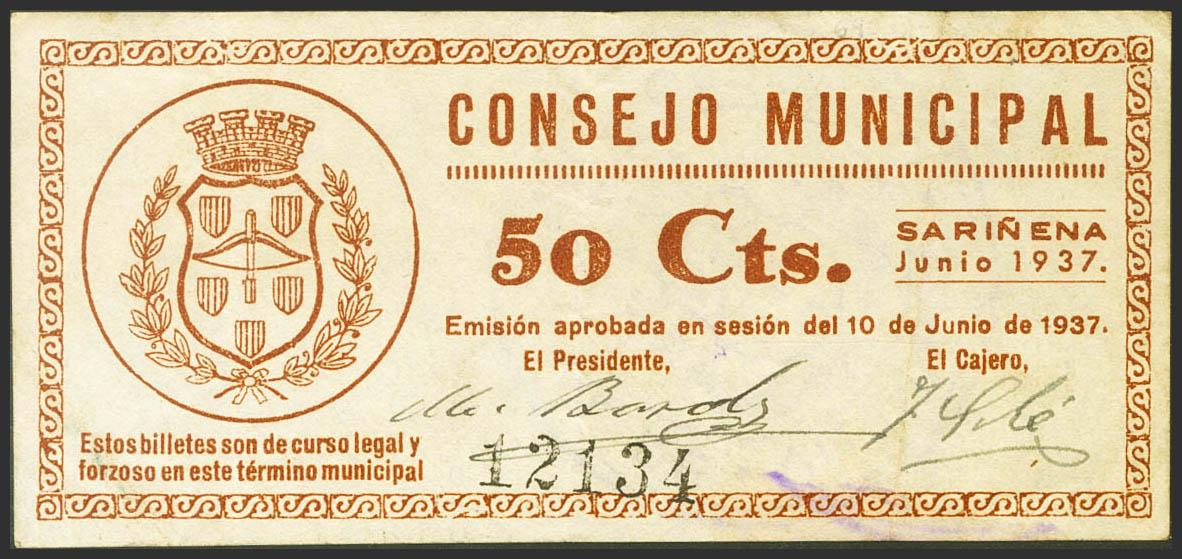 CONSEJO MUNICIPAL
50 Cts.
SARIÑENA
Junio 1937.
Emisión aprobada en sesión del 10 de Junio de 1937.
El Presidente,
El Cajero,
12134
Estos billetes son de curso legal y
forzoso en este término municipal